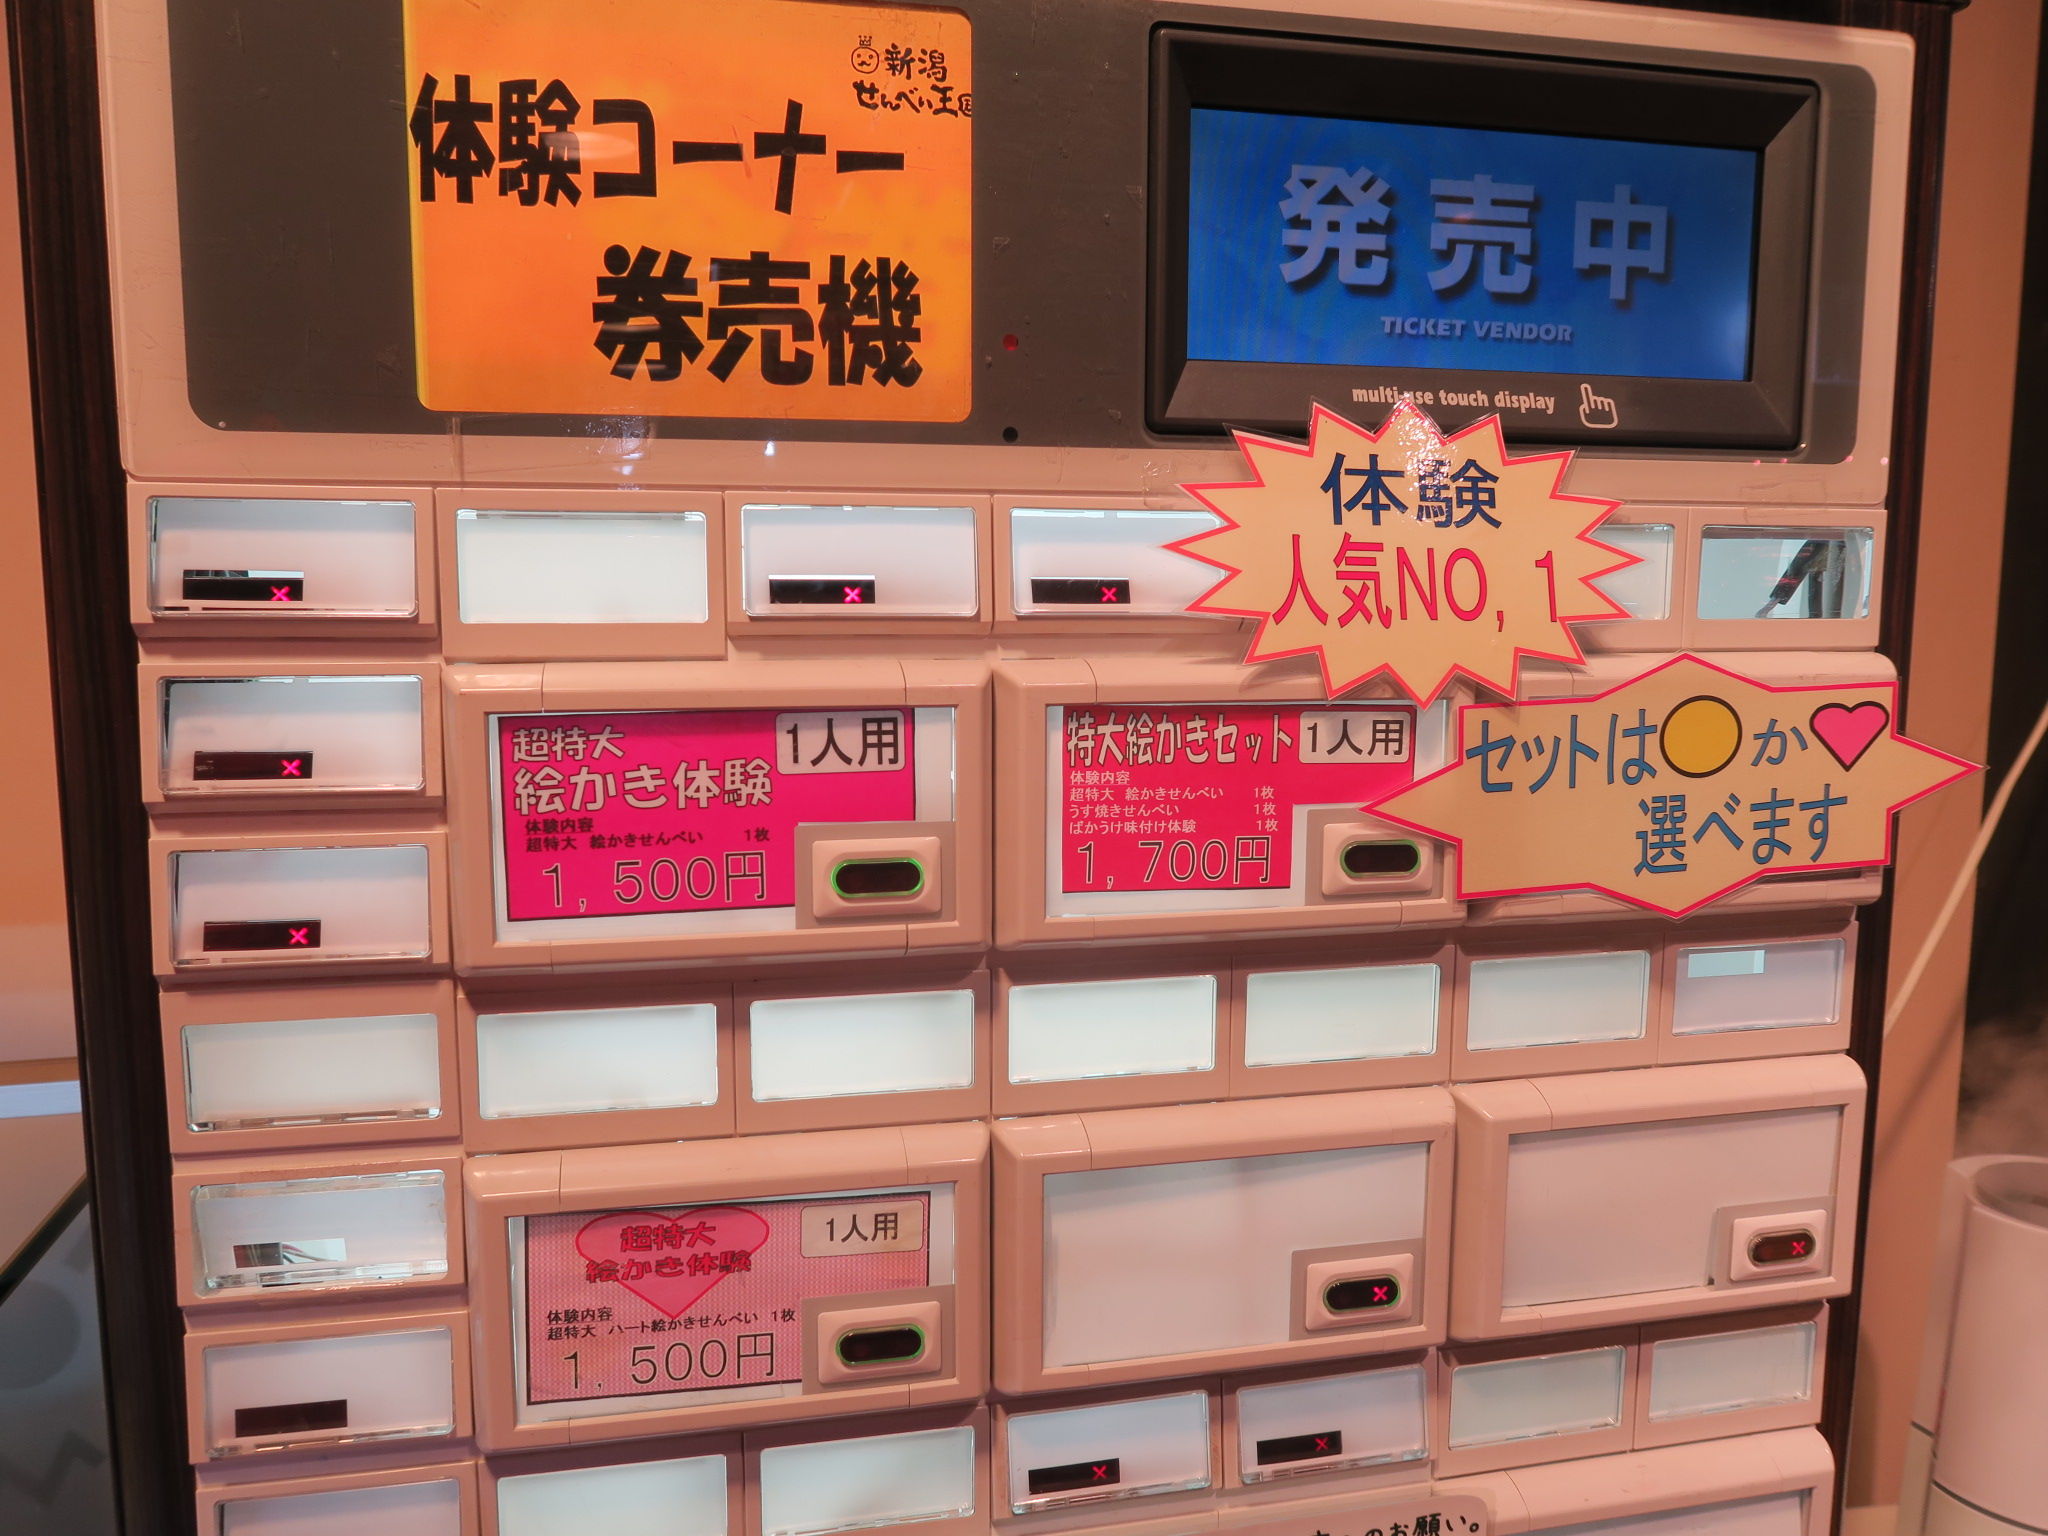 新潟
せんべい王国
体験コーナー
券売機
発売中
TICKET VENDOR
multi use touch display
体験
人気NO, 1
セットは●か♥
選べます
超特大
絵かき体験
1人用
体験内容
超特大 絵かきせんべい 1枚
1, 500円
特大絵かきセット
1人用
体験内容
超特大 絵かきせんべい 1枚
うす焼きせんべい 1枚
ばかうけ味付け体験 1枚
1, 700円
超特大
絵かき体験
1人用
体験内容
超特大 ハート絵かきせんべい 1枚
1, 500円
のお願い。